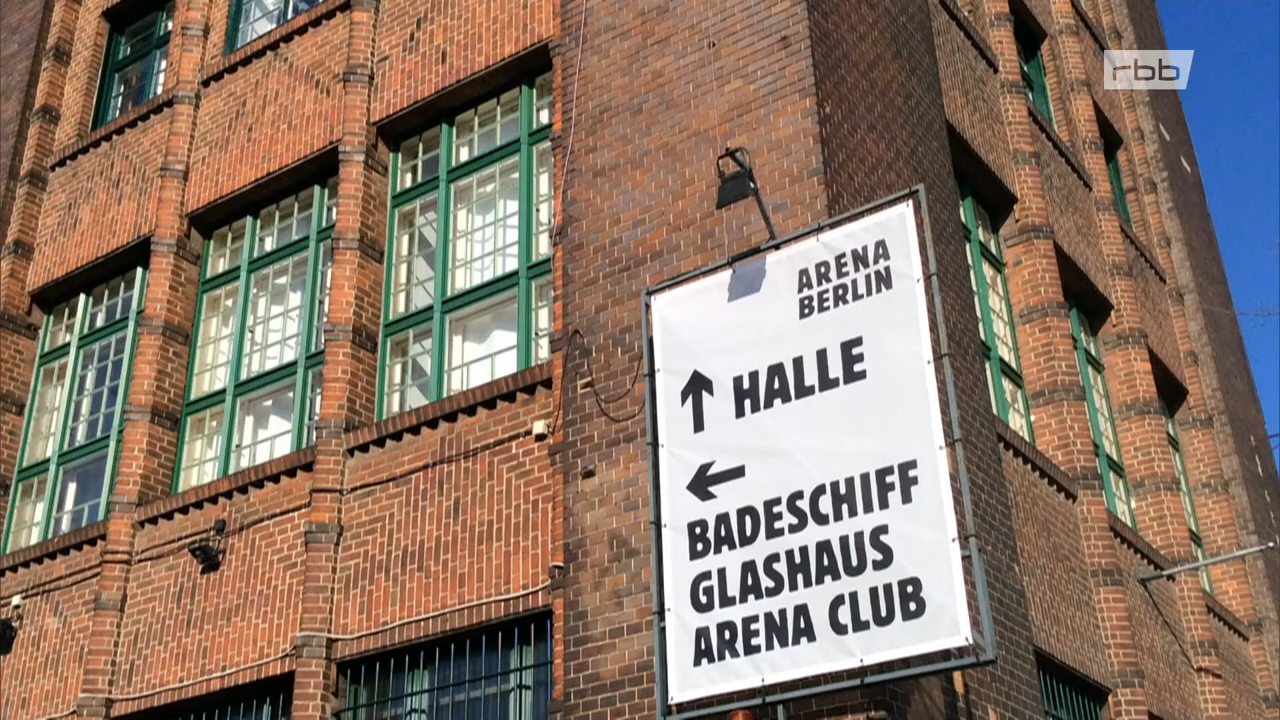 rbb
ARENA
BERLIN
↑ HALLE
←
BADESCHIFF
GLASHAUS
ARENA CLUB